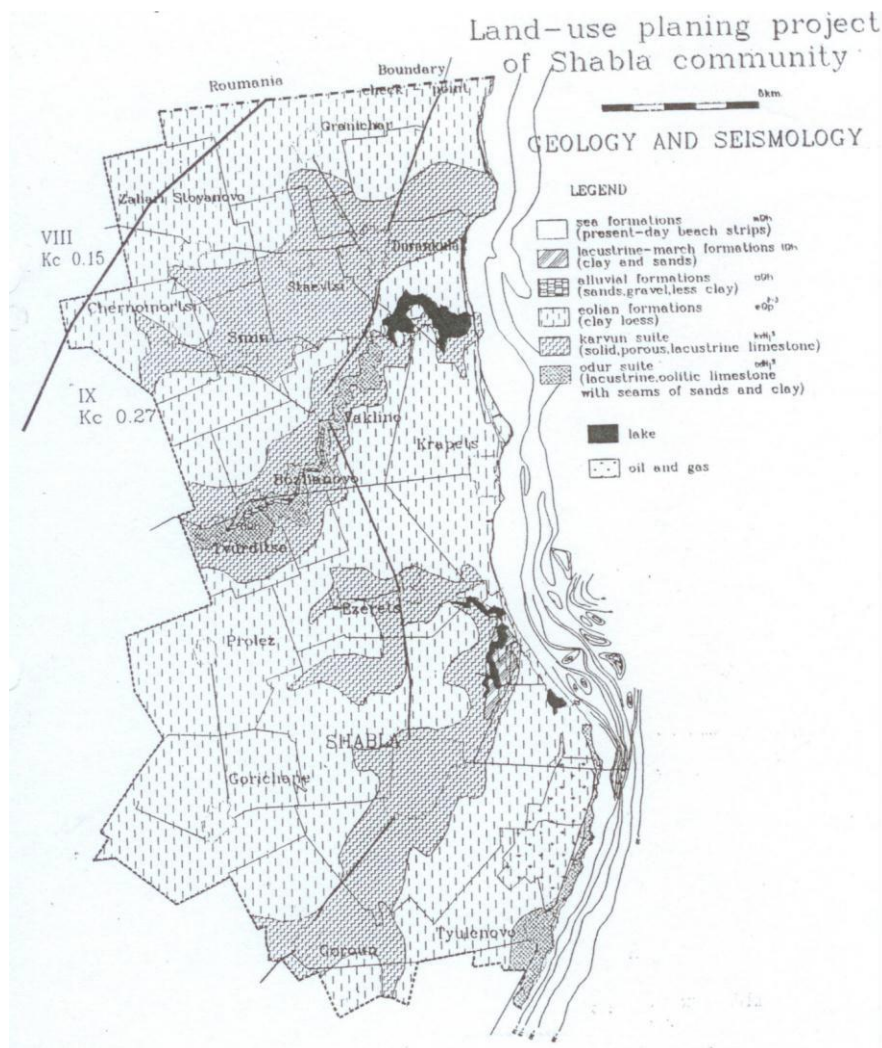 Land-use planing project
of Shabla community
8km
GEOLOGY AND SEISMOLOGY
LEGEND
sea formations
(present-day beach strips)
lacustrine-march formations
(clay and sands)
alluvial formations
(sands,gravel,less clay)
eolian formations
(clay loess)
karvun suite
(solid,porous,lacustrine limestone)
odur suite
(lacustrine,oolitic limestone
with seams of sands and clay)
lake
oil and gas
Roumania
Boundary
check - point
Granichar
Zahari Stoyanovo
VIII
Kc 0.15
Durankulak
Staevtsi
Smin
IX
Kc 0.27
Vaklino
Krapets
Bozhanovo
Tvurditsa
Ezerets
Prolez
SHABLA
Gorichane
Tyulenovo
Goroun